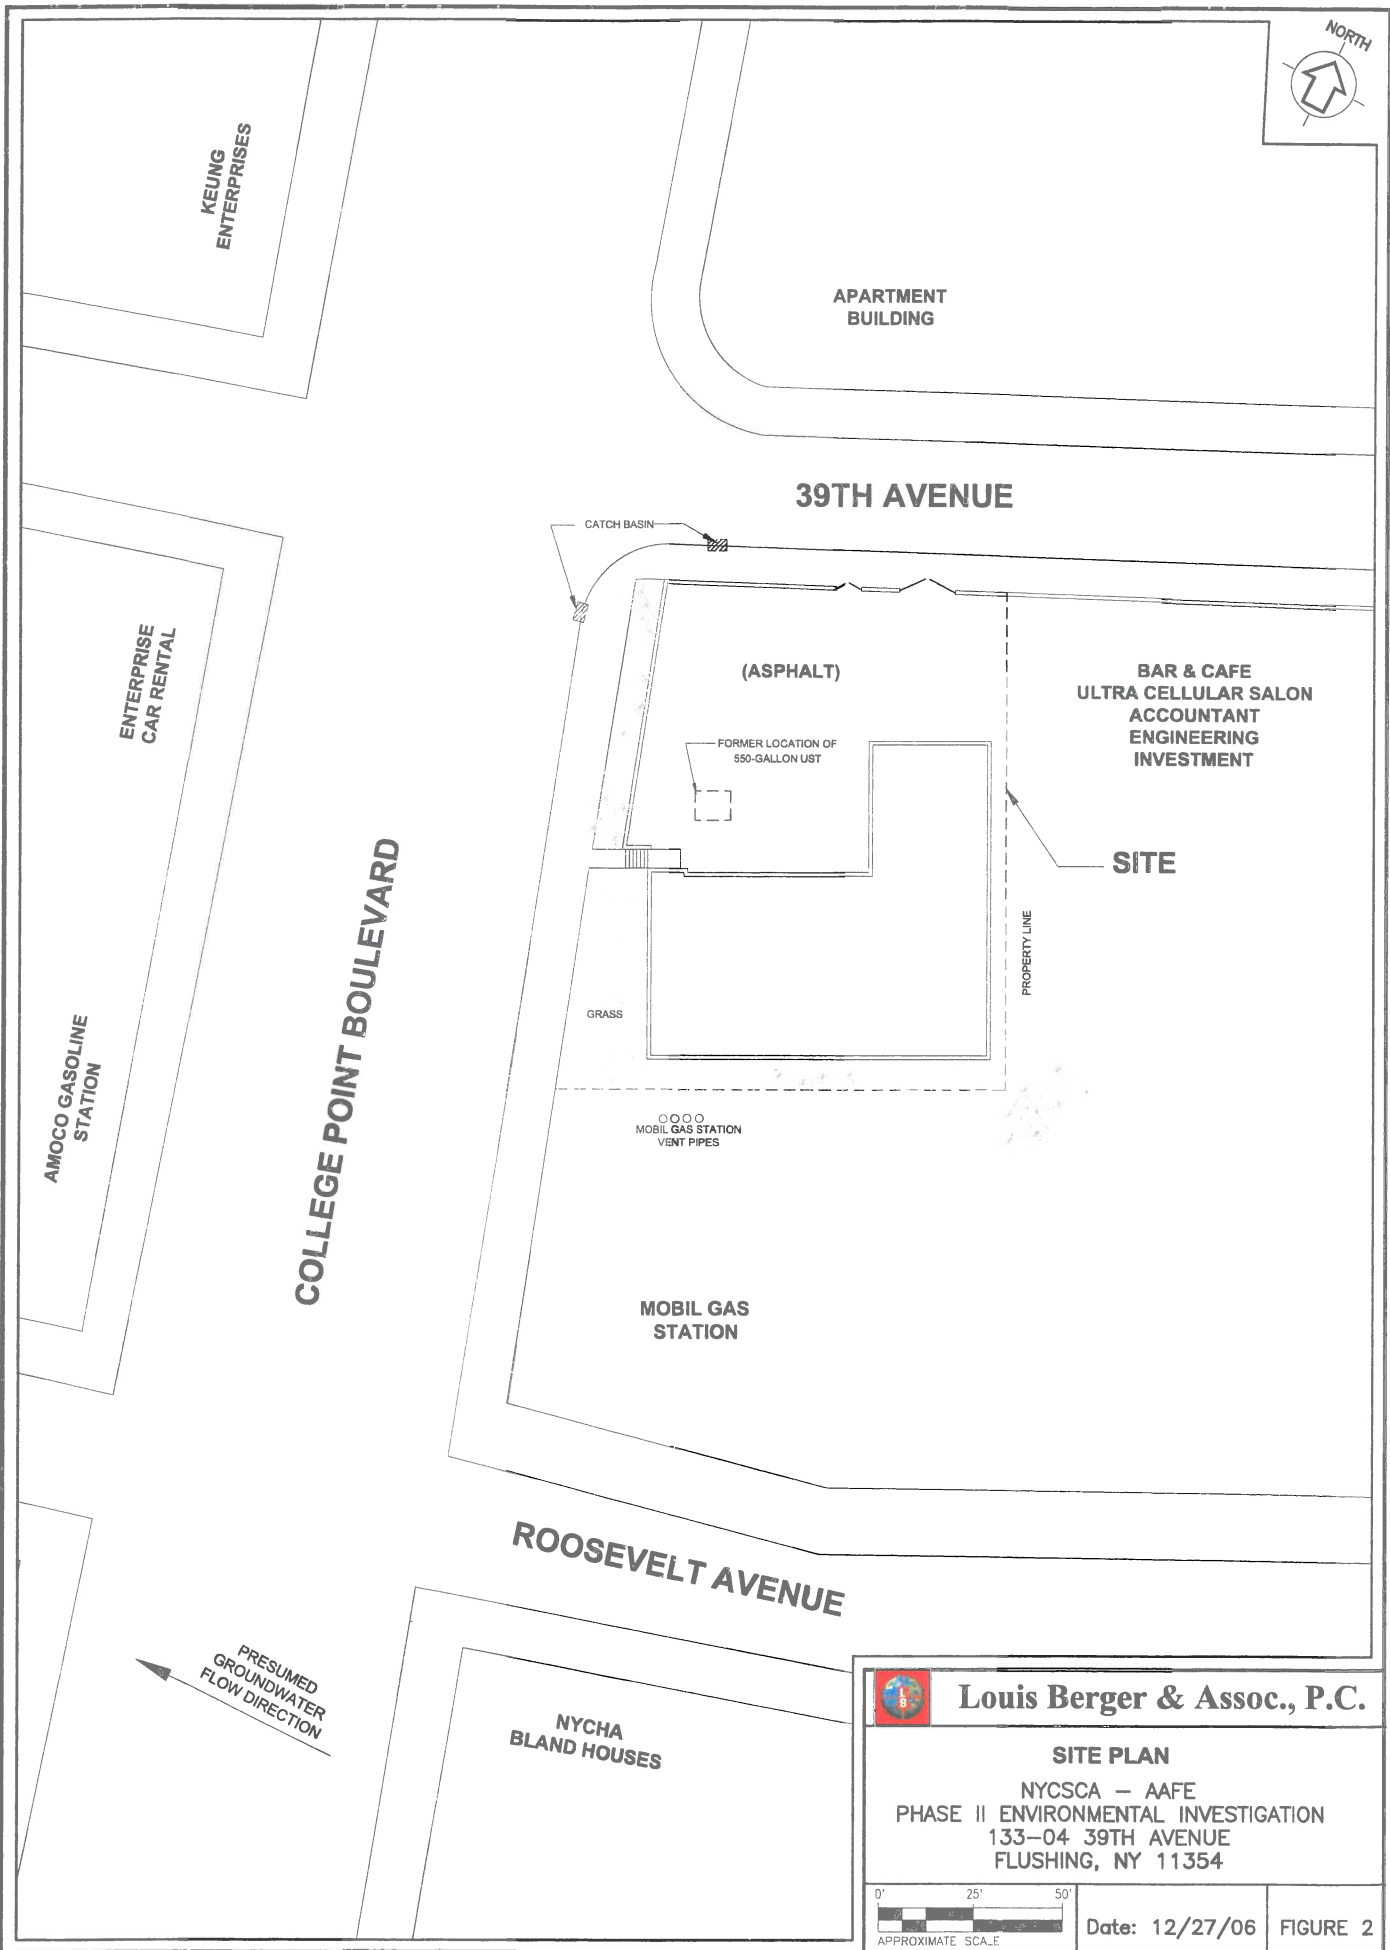 NORTH
KEUNG
ENTERPRISES
APARTMENT
BUILDING
39TH AVENUE
CATCH BASIN
ENTERPRISE
CAR RENTAL
(ASPHALT)
BAR & CAFE
ULTRA CELLULAR SALON
ACCOUNTANT
ENGINEERING
INVESTMENT
FORMER LOCATION OF
550-GALLON UST
SITE
COLLEGE POINT BOULEVARD
PROPERTY LINE
GRASS
AMOCO GASOLINE
STATION
MOBIL GAS STATION
VENT PIPES
MOBIL GAS
STATION
ROOSEVELT AVENUE
PRESUMED
GROUNDWATER
FLOW DIRECTION
NYCHA
BLAND HOUSES
LB
Louis Berger & Assoc., P.C.
SITE PLAN
NYCSCA – AAFE
PHASE II ENVIRONMENTAL INVESTIGATION
133-04 39TH AVENUE
FLUSHING, NY 11354
0' 25' 50'
APPROXIMATE SCALE
Date: 12/27/06
FIGURE 2